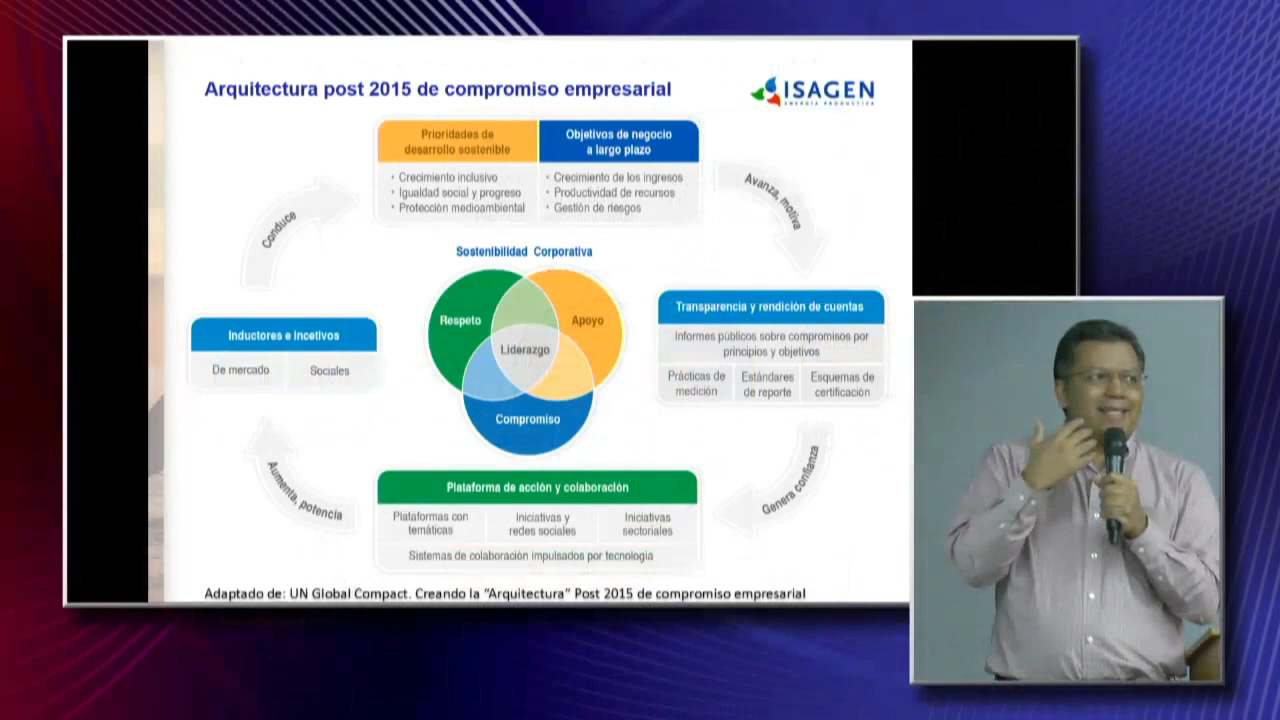 Arquitectura post 2015 de compromiso empresarial
ISAGEN
ENERGÍA PRODUCTIVA
Prioridades de
desarrollo sostenible
Objetivos de negocio
a largo plazo
• Crecimiento inclusivo
• Igualdad social y progreso
• Protección medioambiental
• Crecimiento de los ingresos
• Productividad de recursos
• Gestión de riesgos
Conduce
Avanza, motiva
Sostenibilidad Corporativa
Respeto
Apoyo
Liderazgo
Compromiso
Inductores e Incetivos
De mercado
Sociales
Transparencia y rendición de cuentas
Informes públicos sobre compromisos por
principios y objetivos
Prácticas de
medición
Estándares
de reporte
Esquemas de
certificación
Aumenta, potencia
Genera confianza
Plataforma de acción y colaboración
Plataformas con
temáticas
Iniciativas y
redes sociales
Iniciativas
sectoriales
Sistemas de colaboración impulsados por tecnología
Adaptado de: UN Global Compact. Creando la “Arquitectura” Post 2015 de compromiso empresarial